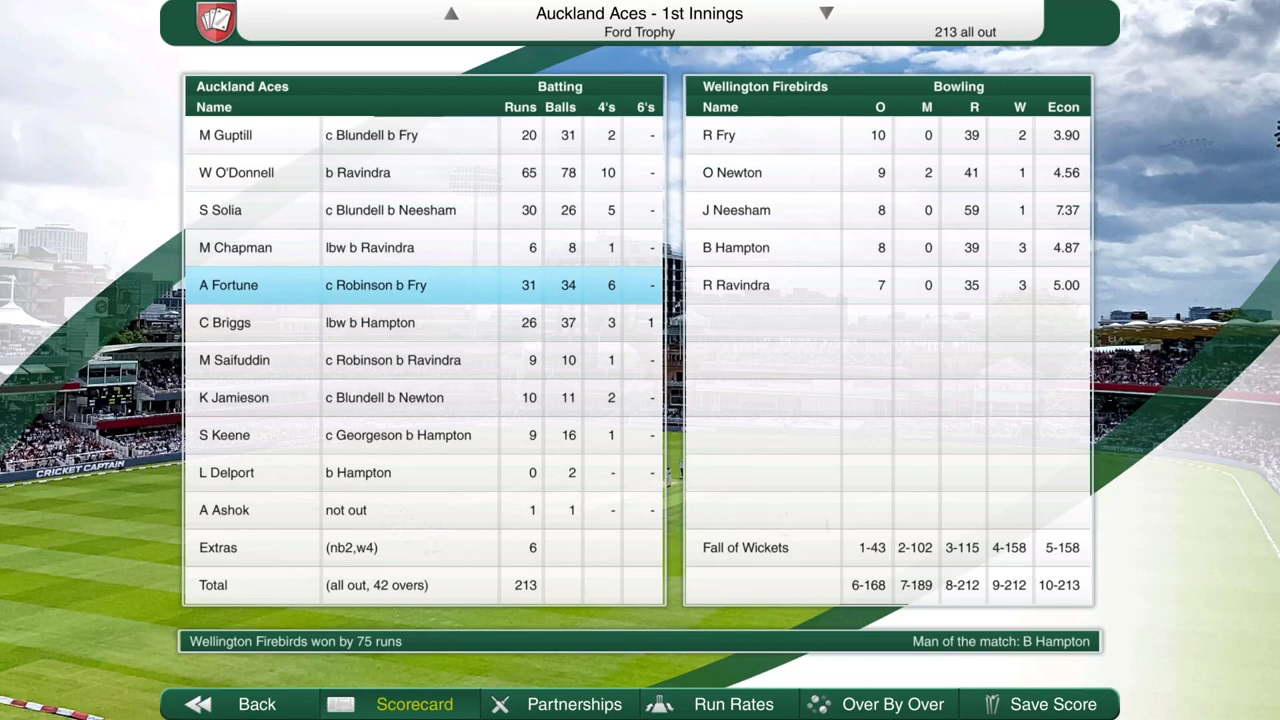 Auckland Aces - 1st Innings
Ford Trophy
213 all out
Auckland Aces Batting
Name Runs Balls 4's 6's
M Guptill c Blundell b Fry 20 31 2 -
W O'Donnell b Ravindra 65 78 10 -
S Solia c Blundell b Neesham 30 26 5 -
M Chapman lbw b Ravindra 6 8 1 -
A Fortune c Robinson b Fry 31 34 6 -
C Briggs lbw b Hampton 26 37 3 1
M Saifuddin c Robinson b Ravindra 9 10 1 -
K Jamieson c Blundell b Newton 10 11 2 -
S Keene c Georgeson b Hampton 9 16 1 -
L Delport b Hampton 0 2 - -
A Ashok not out 1 1 - -
Extras (nb2,w4) 6
Total (all out, 42 overs) 213
Wellington Firebirds Bowling
Name O M R W Econ
R Fry 10 0 39 2 3.90
O Newton 9 2 41 1 4.56
J Neesham 8 0 59 1 7.37
B Hampton 8 0 39 3 4.87
R Ravindra 7 0 35 3 5.00
Fall of Wickets 1-43 2-102 3-115 4-158 5-158
6-168 7-189 8-212 9-212 10-213
CRICKET CAPTAIN
Wellington Firebirds won by 75 runs
Man of the match: B Hampton
Back Scorecard Partnerships Run Rates Over By Over Save Score